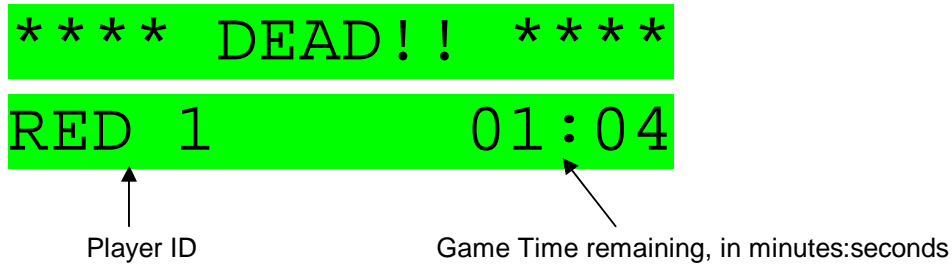 **** DEAD!! ****
RED 1 01:04
Player ID Game Time remaining, in minutes:seconds